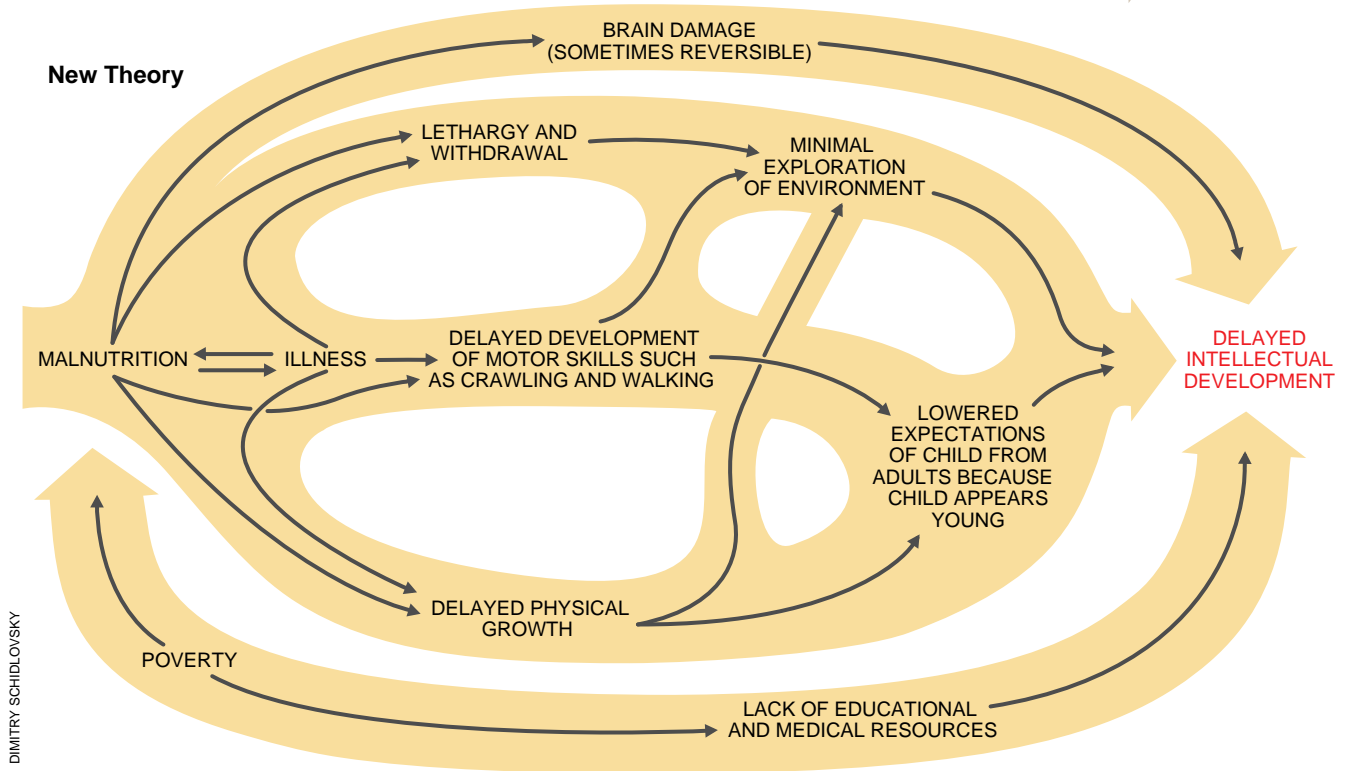 New Theory
BRAIN DAMAGE
(SOMETIMES REVERSIBLE)
LETHARGY AND
WITHDRAWAL
MINIMAL
EXPLORATION
OF ENVIRONMENT
MALNUTRITION
ILLNESS
DELAYED DEVELOPMENT
OF MOTOR SKILLS SUCH
AS CRAWLING AND WALKING
DELAYED
INTELLECTUAL
DEVELOPMENT
LOWERED
EXPECTATIONS
OF CHILD FROM
ADULTS BECAUSE
CHILD APPEARS
YOUNG
DELAYED PHYSICAL
GROWTH
POVERTY
LACK OF EDUCATIONAL
AND MEDICAL RESOURCES
DIMITRY SCHIDLOVSKY